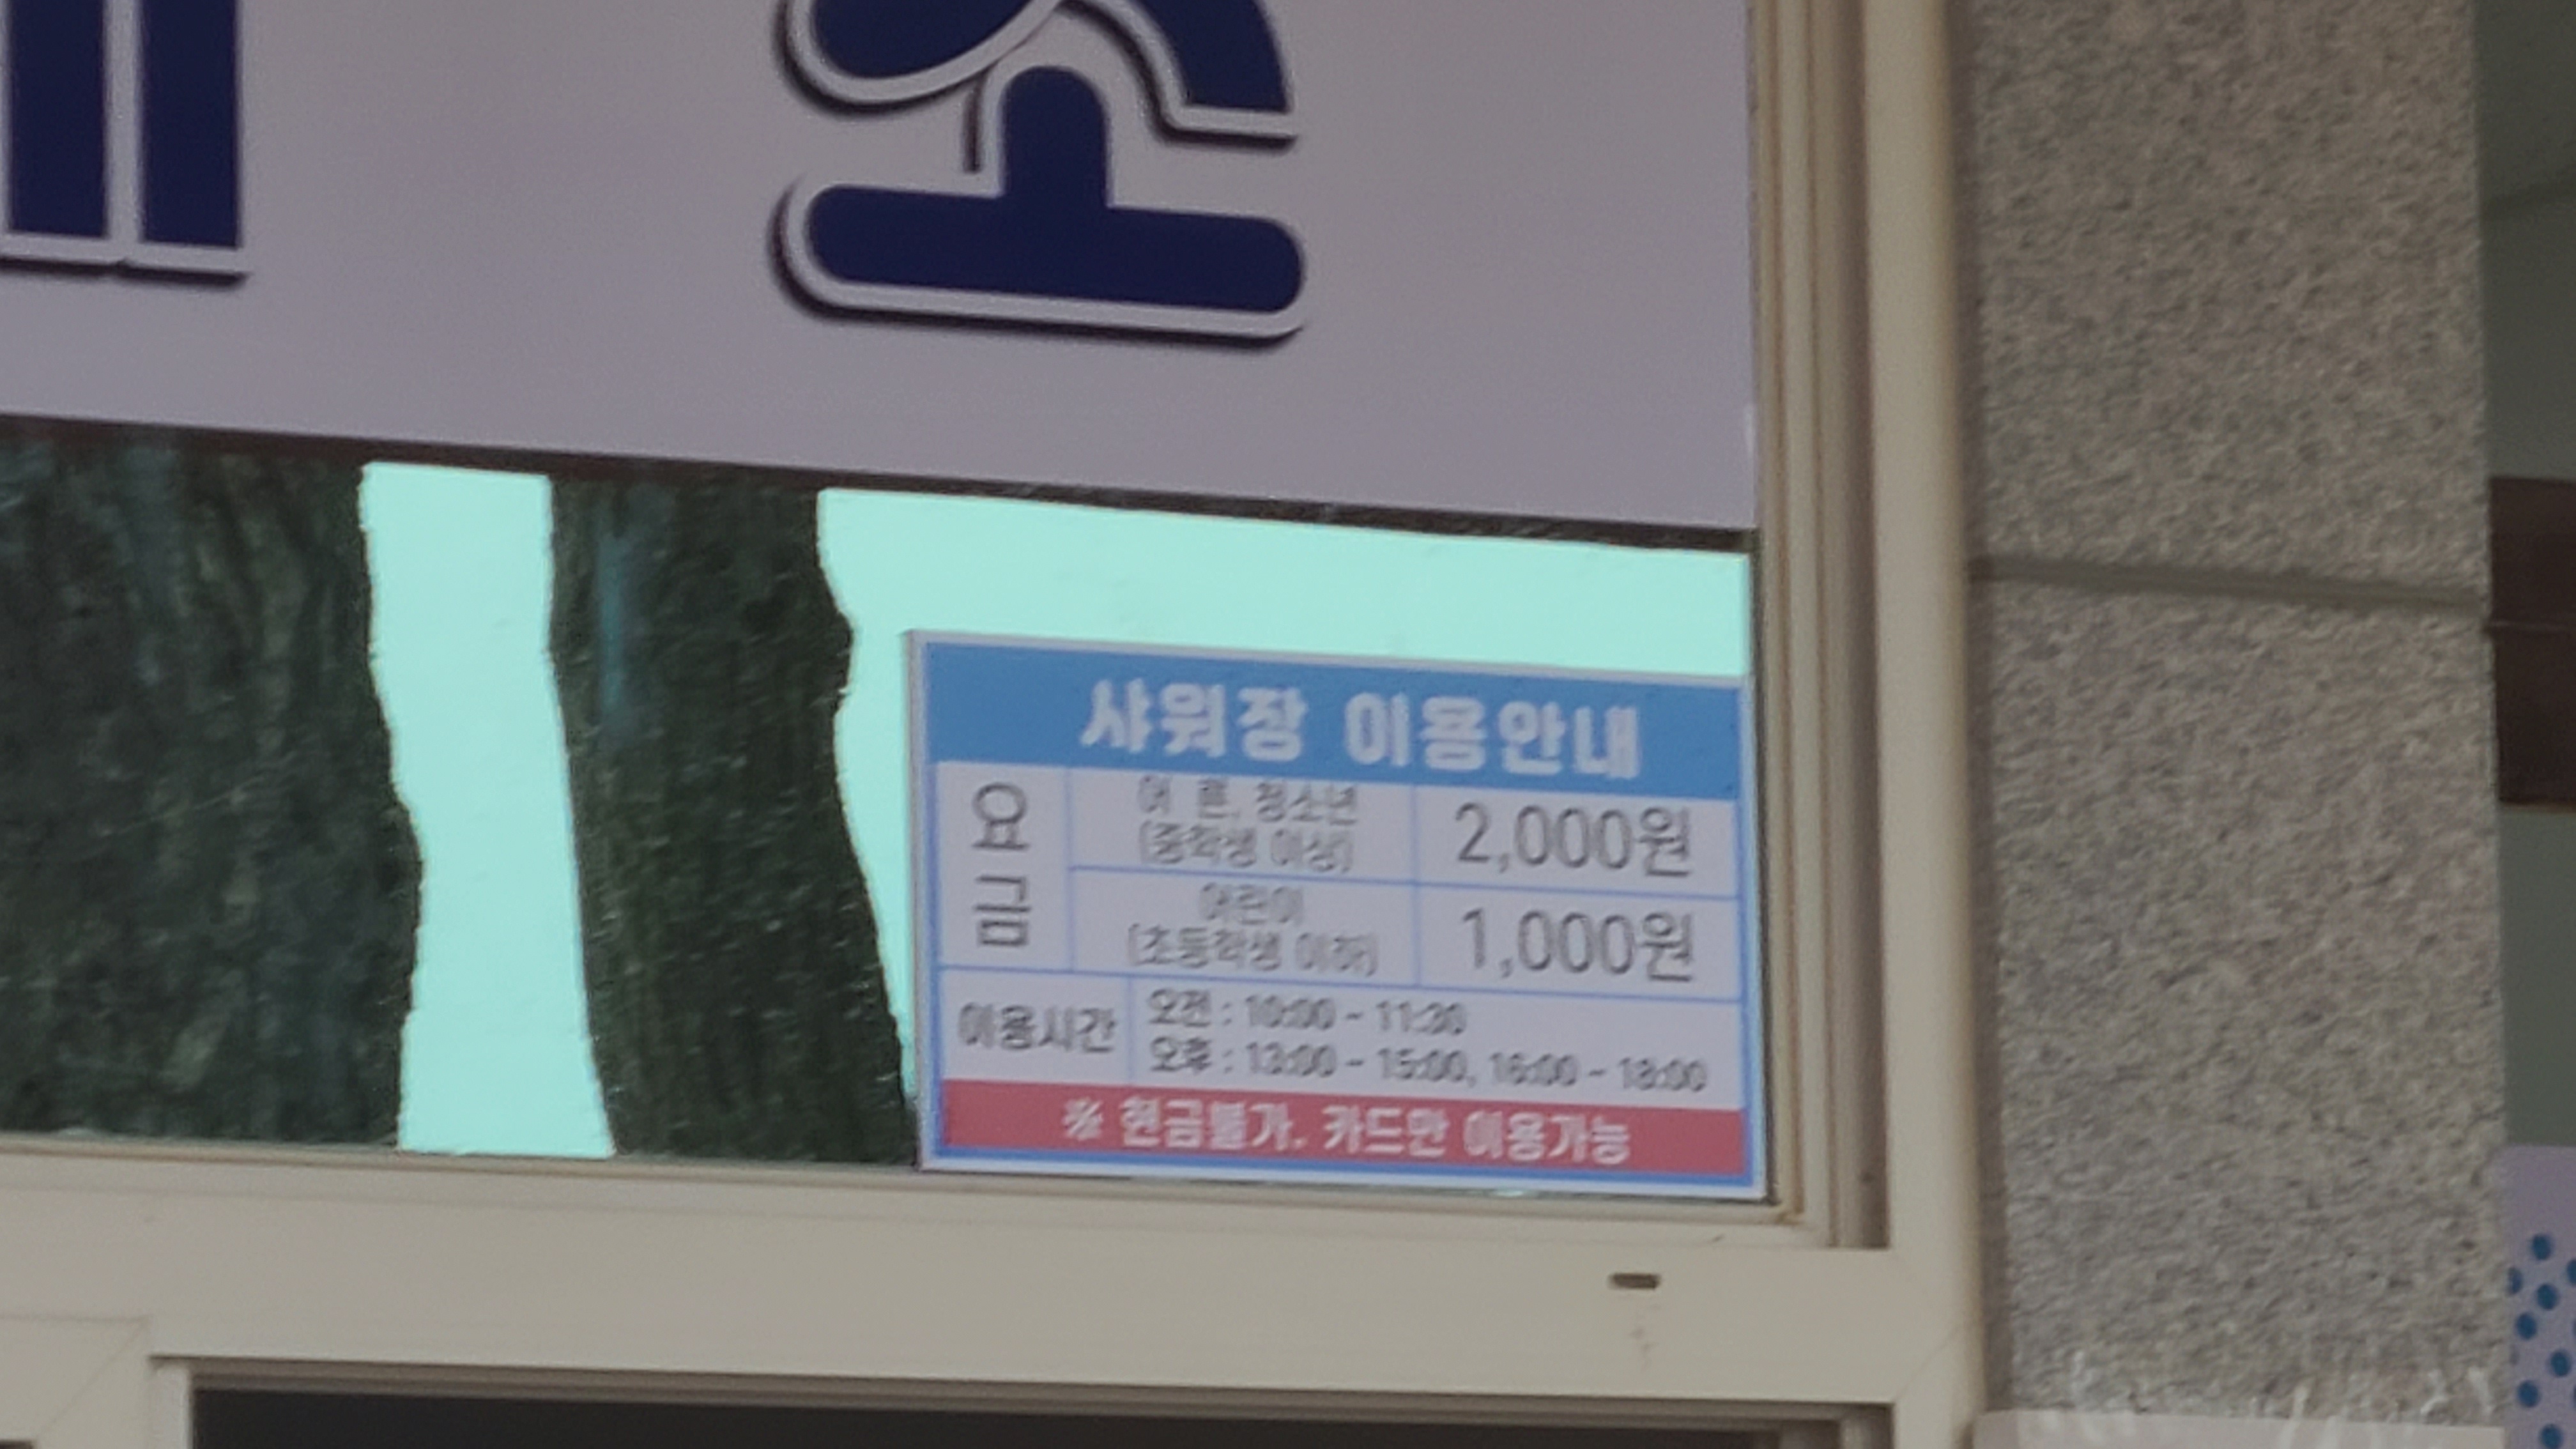 소
샤워장 이용안내
요금
어 른, 청소년
(중학생 이상)
2,000원
어린이
(초등학생 이하)
1,000원
이용시간
오전 : 10:00 - 11:30
오후 : 13:00 - 15:00, 16:00 - 18:00
※ 현금불가. 카드만 이용가능